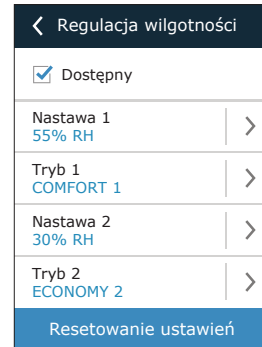 Regulacja wilgotności
Dostępny
Nastawa 1
55% RH
Tryb 1
COMFORT 1
Nastawa 2
30% RH
Tryb 2
ECONOMY 2
Resetowanie ustawień